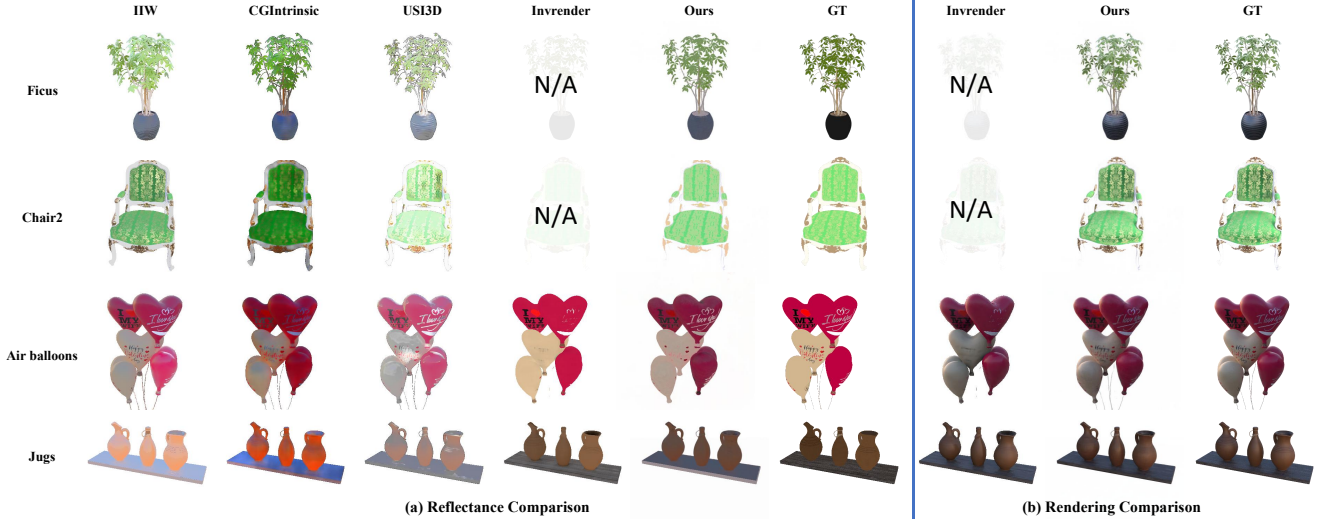 IIW CGIntrinsic USI3D Invrender Ours GT Invrender Ours GT
Ficus N/A N/A
Chair2 N/A N/A
Air balloons
Jugs
(a) Reflectance Comparison (b) Rendering Comparison